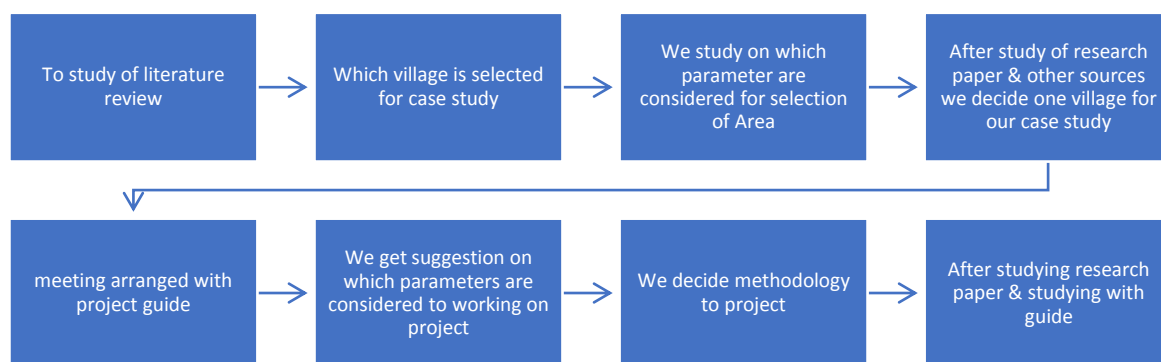 To study of literature
review
Which village is selected
for case study
We study on which
parameter are
considered for selection
of Area
After study of research
paper & other sources
we decide one village for
our case study
meeting arranged with
project guide
We get suggestion on
which parameters are
considered to working on
project
We decide methodology
to project
After studying research
paper & studying with
guide